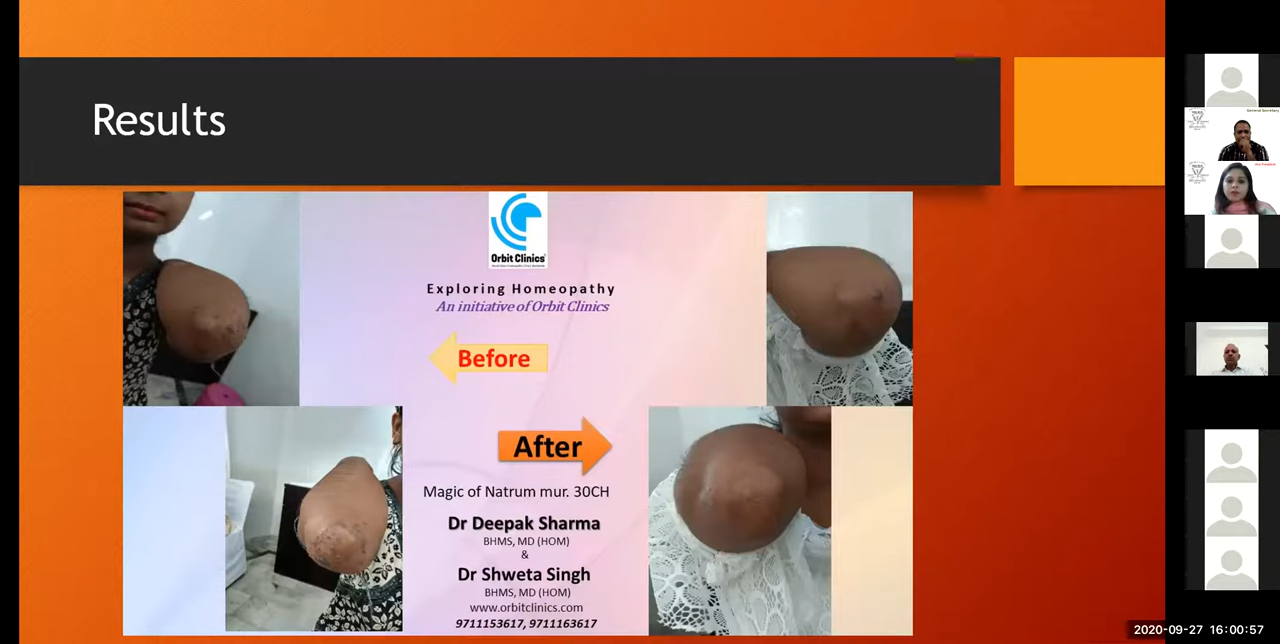 Results
Orbit Clinics
Exploring Homeopathy
An initiative of Orbit Clinics
Before
After
Magic of Natrum mur. 30CH
Dr Deepak Sharma
BHMS, MD (HOM)
&
Dr Shweta Singh
BHMS, MD (HOM)
www.orbitclinics.com
9711153617, 9711163617
General Secretary
2020-09-27 16:00:57